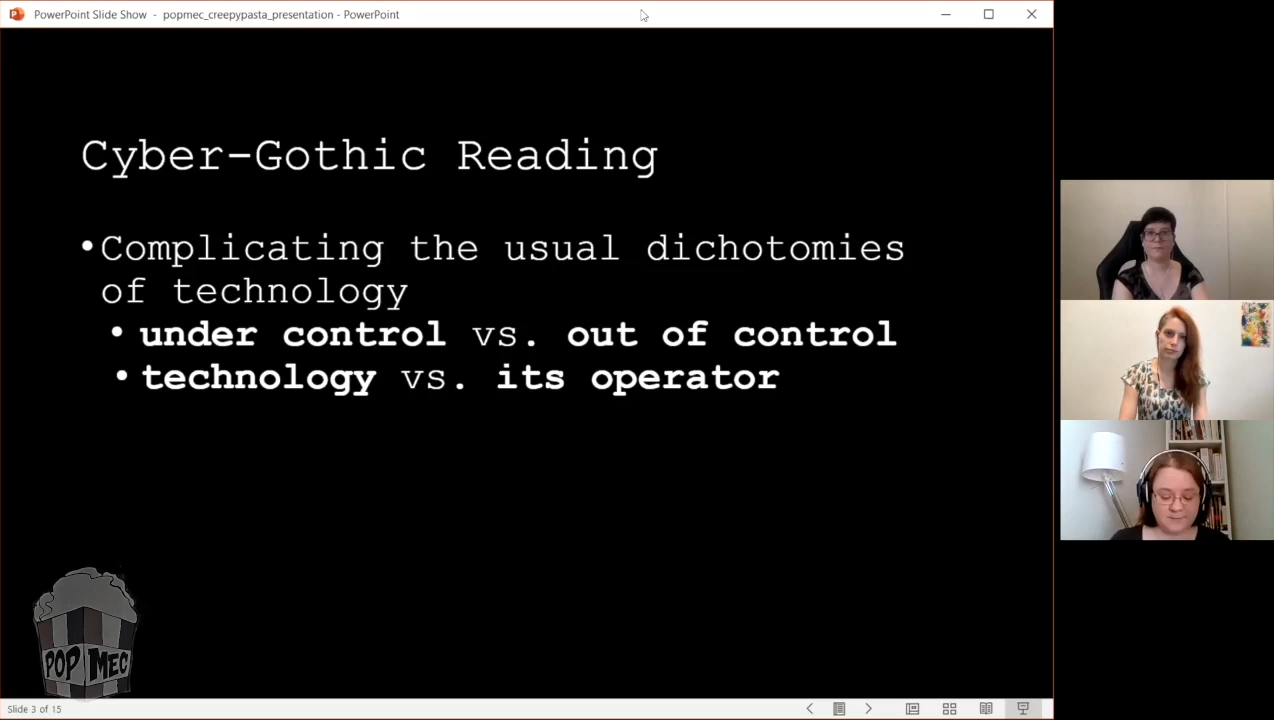 PowerPoint Slide Show - popmec_creepypasta_presentation - PowerPoint
Cyber-Gothic Reading
•Complicating the usual dichotomies
of technology
• under control vs. out of control
• technology vs. its operator
POP MEC
Slide 3 of 15